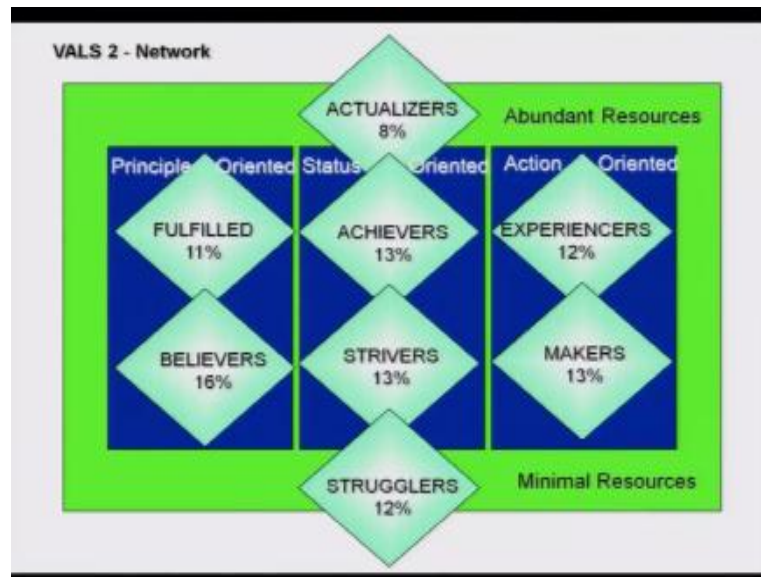 VALS 2 - Network
ACTUALIZERS
8%
Abundant Resources
Principle Oriented
Status Oriented
Action Oriented
FULFILLED
11%
ACHIEVERS
13%
EXPERIENCERS
12%
BELIEVERS
16%
STRIVERS
13%
MAKERS
13%
STRUGGLERS
12%
Minimal Resources